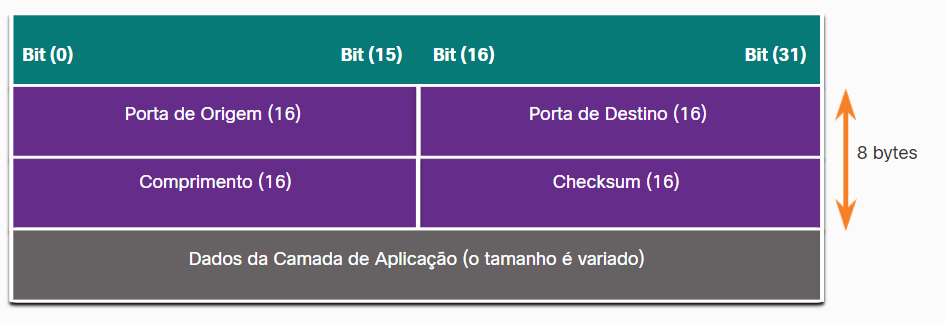 Bit (0) Bit (15) Bit (16) Bit (31)
Porta de Origem (16) Porta de Destino (16)
8 bytes
Comprimento (16) Checksum (16)
Dados da Camada de Aplicação (o tamanho é variado)